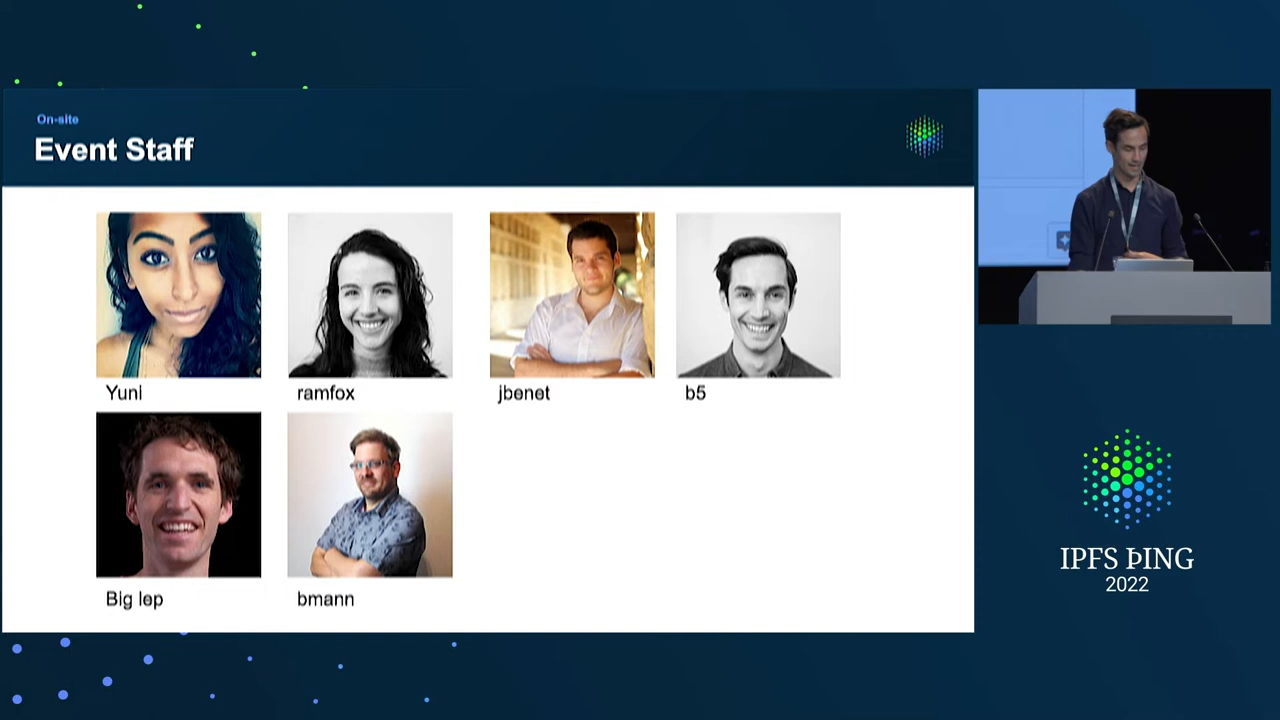 On-site
Event Staff
Yuni
ramfox
jbenet
b5
Big lep
bmann
IPFS ÞING
2022